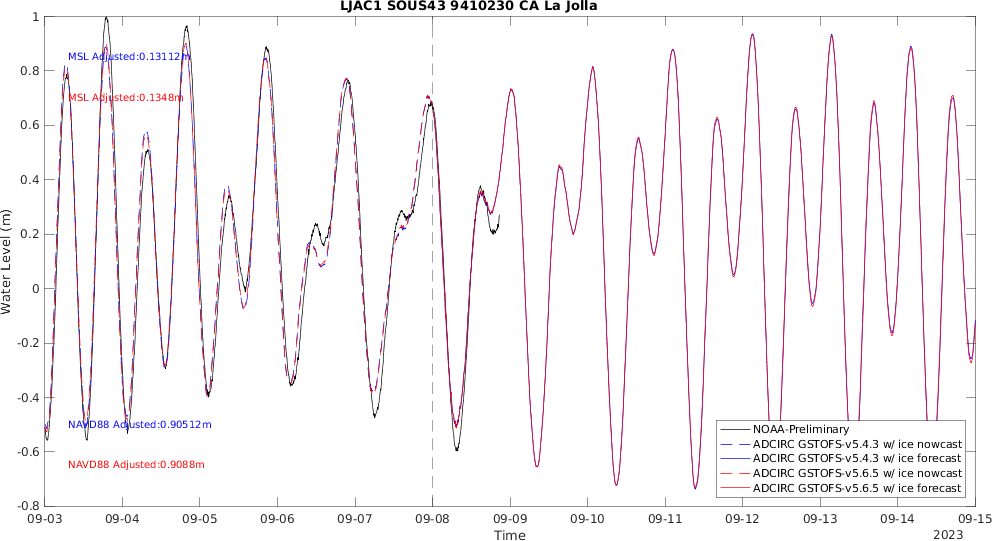 LJAC1 SOUS43 9410230 CA La Jolla
Water Level (m)
1
0.8
0.6
0.4
0.2
0
-0.2
-0.4
-0.6
-0.8
MSL Adjusted:0.13112m
MSL Adjusted:0.1348m
NAVD88 Adjusted:0.90512m
NAVD88 Adjusted:0.9088m
NOAA-Preliminary
ADCIRC GSTOFS-v5.4.3 w/ ice nowcast
ADCIRC GSTOFS-v5.4.3 w/ ice forecast
ADCIRC GSTOFS-v5.6.5 w/ ice nowcast
ADCIRC GSTOFS-v5.6.5 w/ ice forecast
09-03 09-04 09-05 09-06 09-07 09-08 09-09 09-10 09-11 09-12 09-13 09-14 09-15
Time
2023